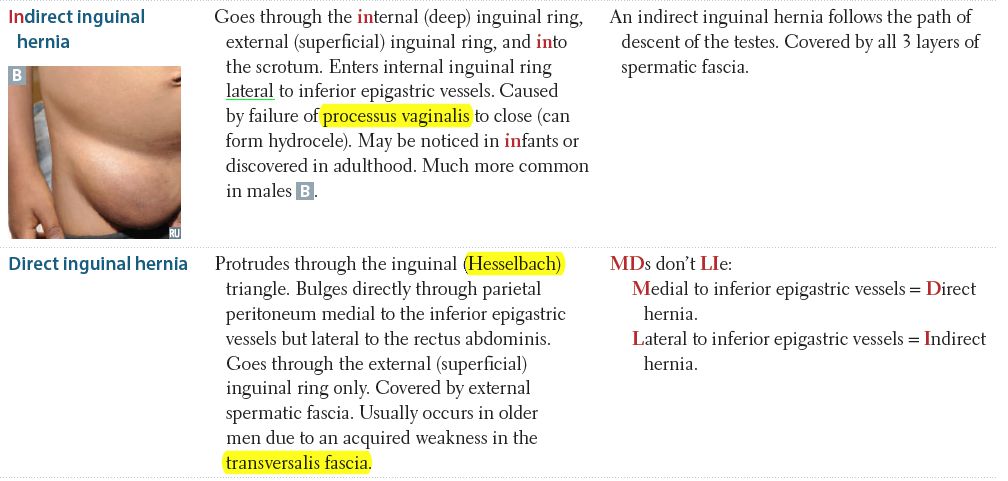 Indirect inguinal
hernia
B
RU
Goes through the internal (deep) inguinal ring,
external (superficial) inguinal ring, and into
the scrotum. Enters internal inguinal ring
lateral to inferior epigastric vessels. Caused
by failure of processus vaginalis to close (can
form hydrocele). May be noticed in infants or
discovered in adulthood. Much more common
in males B.
An indirect inguinal hernia follows the path of
descent of the testes. Covered by all 3 layers of
spermatic fascia.
Direct inguinal hernia
Protrudes through the inguinal (Hesselbach)
triangle. Bulges directly through parietal
peritoneum medial to the inferior epigastric
vessels but lateral to the rectus abdominis.
Goes through the external (superficial)
inguinal ring only. Covered by external
spermatic fascia. Usually occurs in older
men due to an acquired weakness in the
transversalis fascia.
MDs don’t LIe:
Medial to inferior epigastric vessels = Direct
hernia.
Lateral to inferior epigastric vessels = Indirect
hernia.